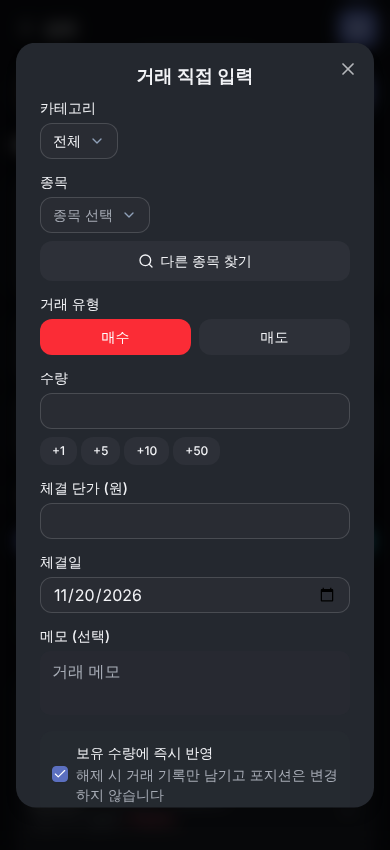 거래 직접 입력
카테고리
전체
종목
종목 선택
다른 종목 찾기
거래 유형
매수 매도
수량
+1 +5 +10 +50
체결 단가 (원)
체결일
11/20/2026
메모 (선택)
거래 메모
보유 수량에 즉시 반영
해제 시 거래 기록만 남기고 포지션은 변경
하지 않습니다